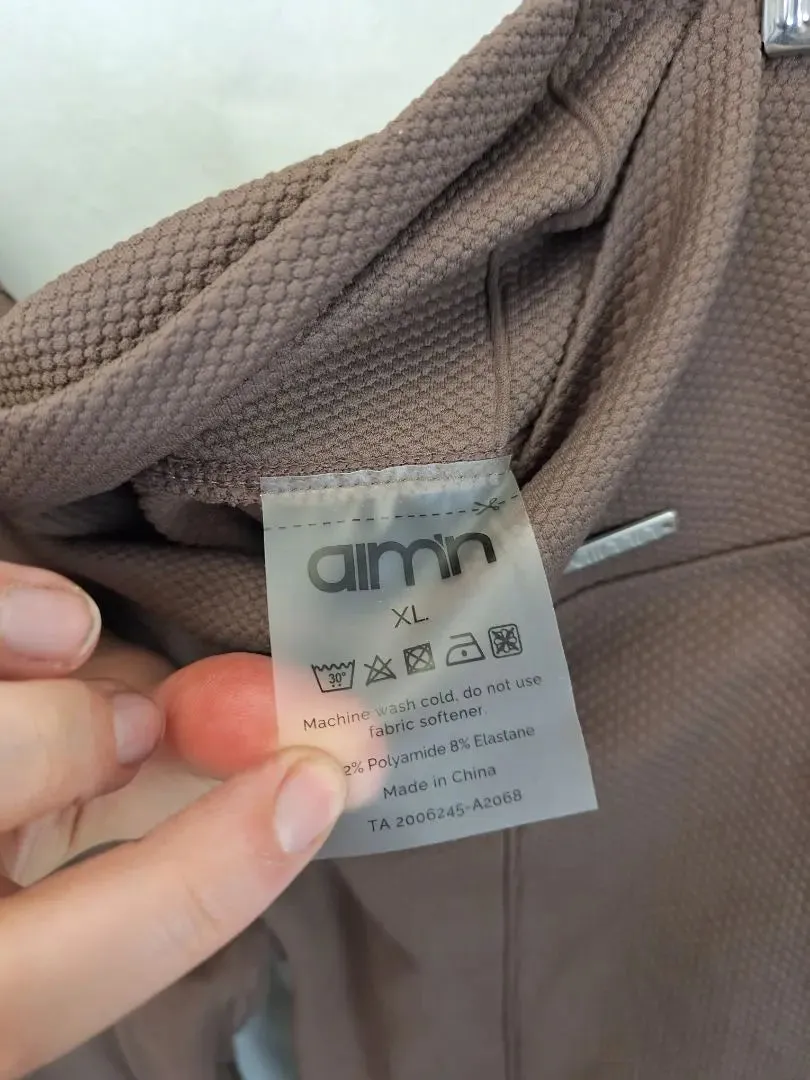 aim'n
XL.
30°
Machine wash cold, do not use
fabric softener.
2% Polyamide 8% Elastane
Made in China
TA 2006245-A2068